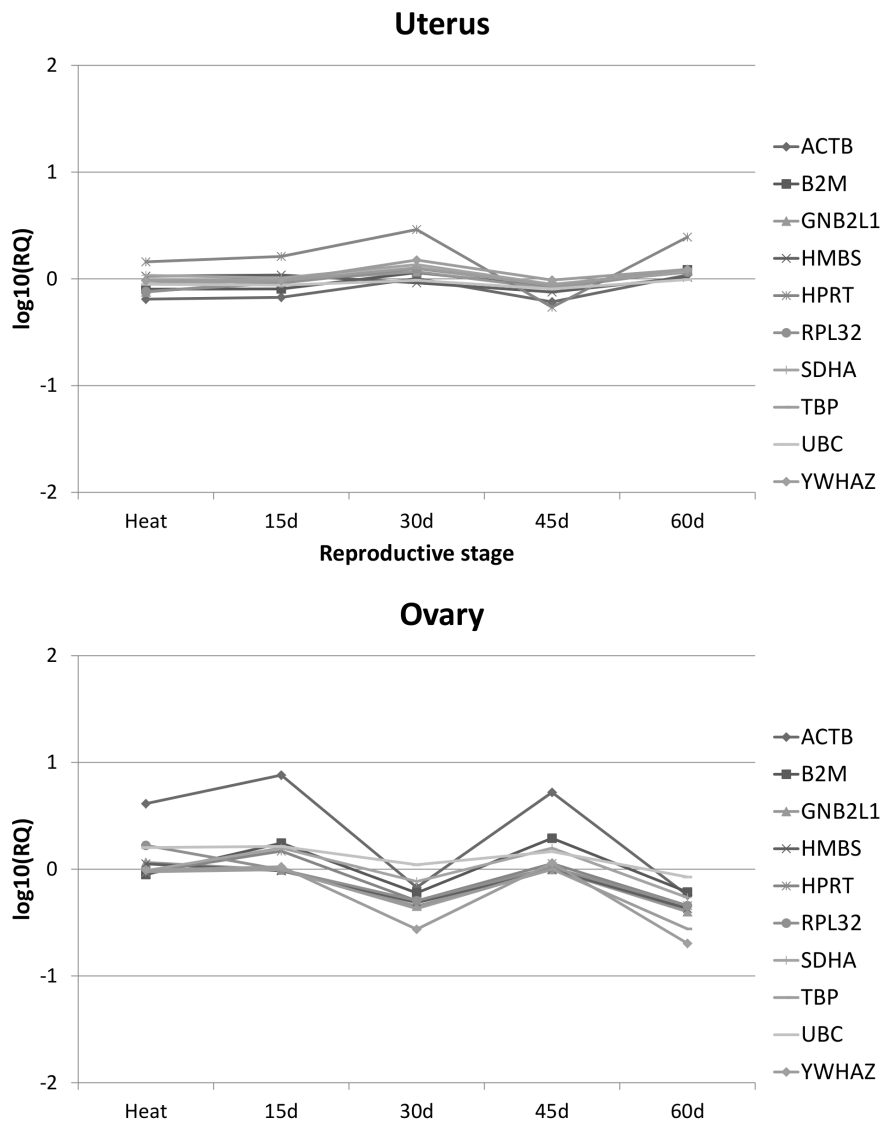 Uterus
2
1
0
-1
-2
log10(RQ)
Heat 15d 30d 45d 60d
Reproductive stage
ACTB
B2M
GNB2L1
HMBS
HPRT
RPL32
SDHA
TBP
UBC
YWHAZ
Ovary
2
1
0
-1
-2
log10(RQ)
Heat 15d 30d 45d 60d
ACTB
B2M
GNB2L1
HMBS
HPRT
RPL32
SDHA
TBP
UBC
YWHAZ